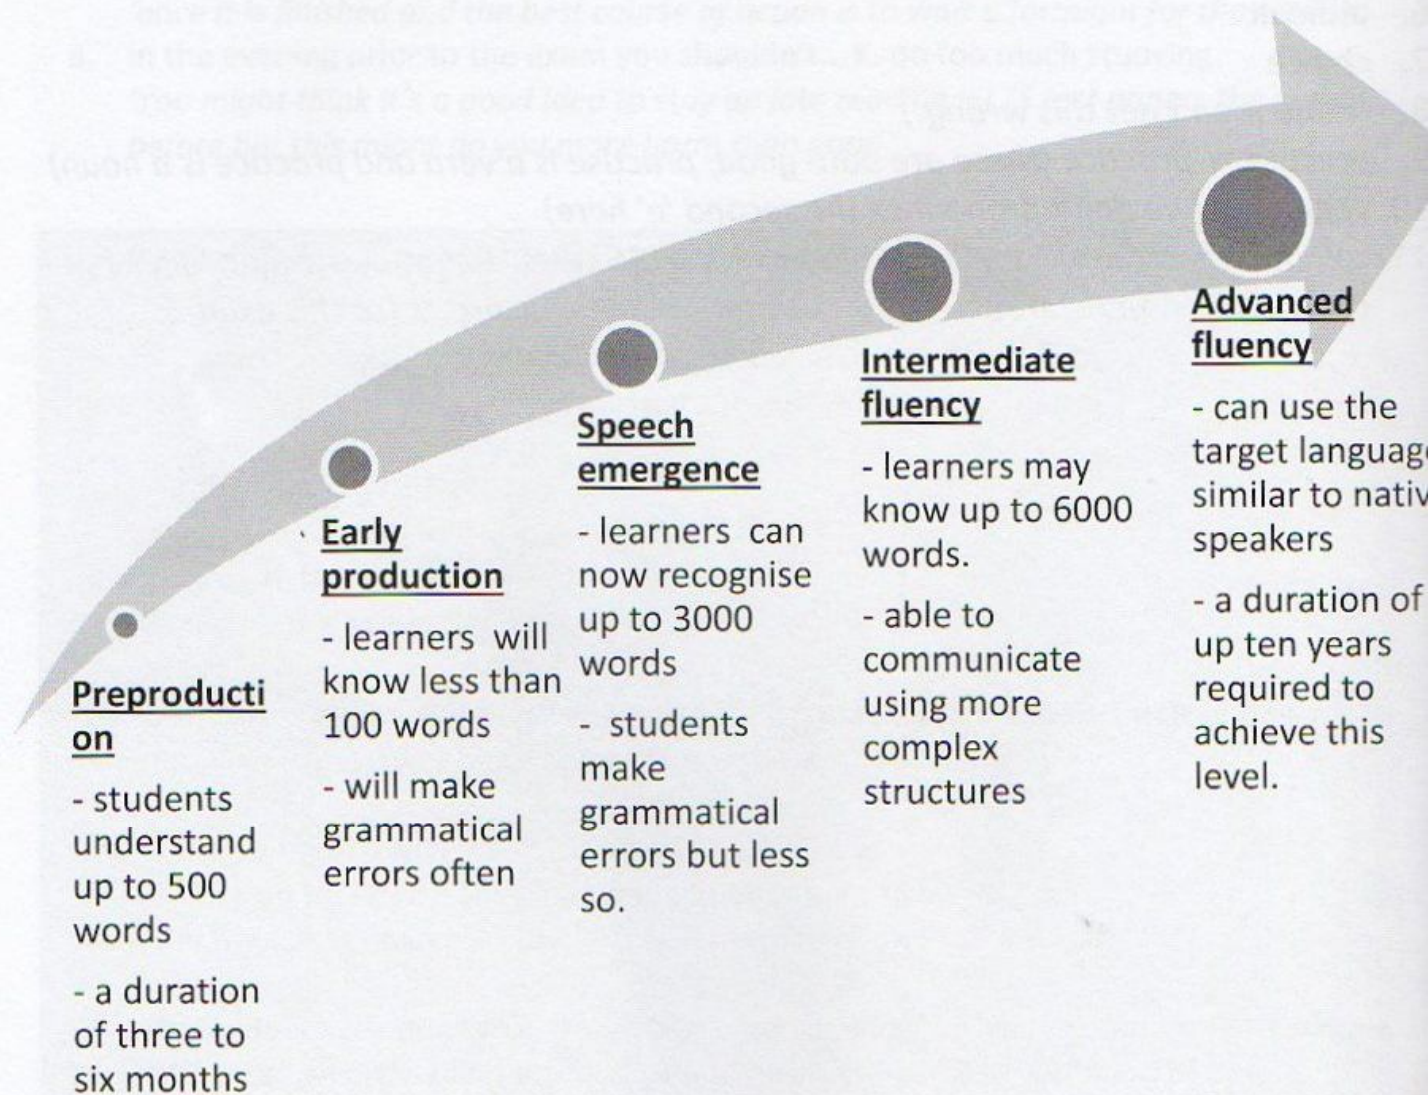 Preproducti
on
- students
understand
up to 500
words
- a duration
of three to
six months
Early
production
- learners will
know less than
100 words
- will make
grammatical
errors often
Speech
emergence
- learners can
now recognise
up to 3000
words
- students
make
grammatical
errors but less
so.
Intermediate
fluency
- learners may
know up to 6000
words.
- able to
communicate
using more
complex
structures
Advanced
fluency
- can use the
target language
similar to nativ
speakers
- a duration of
up ten years
required to
achieve this
level.